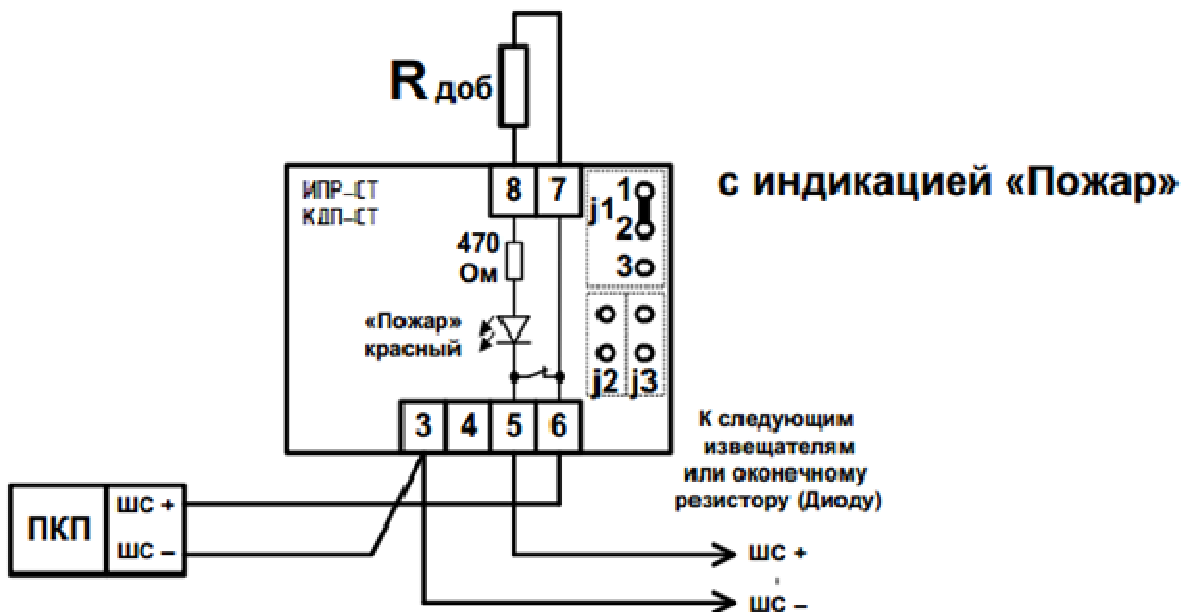 R доб
ИПР-СТ
КДП-СТ
8
7
j1
1
2
3
с индикацией «Пожар»
470
Ом
«Пожар»
красный
j2
j3
3
4
5
6
К следующим
извещателям
или оконечному
резистору (Диоду)
ПКП
ШС +
ШС –
ШС +
ШС –